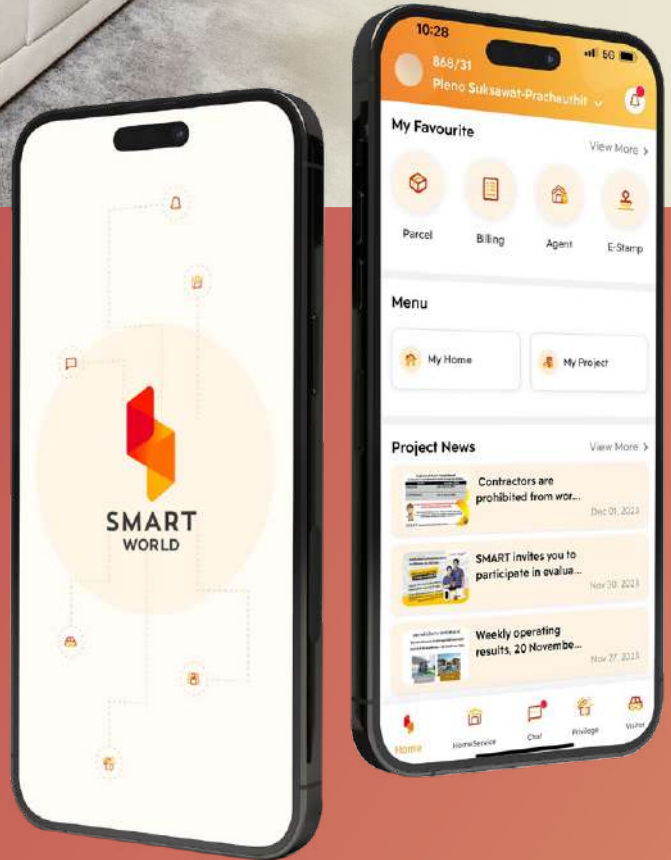 SMART
WORLD
10:28
5G
868/31
Pleno Suksawat-Prachauthit
My Favourite
View More >
Parcel
Billing
Agent
E-Stamp
Menu
My Home
My Project
Project News
View More >
Contractors are
prohibited from wor...
Dec 01, 2023
SMART invites you to
participate in evalua...
Nov 30, 2023
Weekly operating
results, 20 Novembe...
Nov 27, 2023
Home
HomeService
Chat
Privilege
Visitor